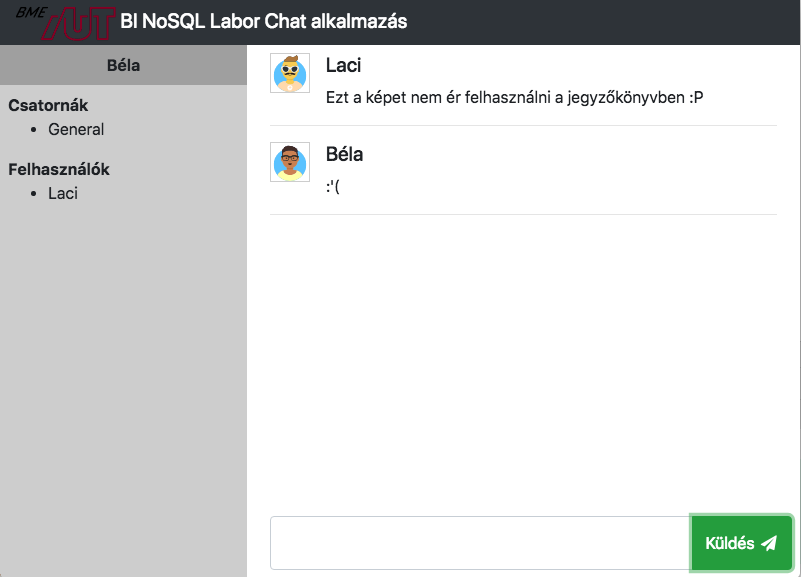 BME AUT BI NoSQL Labor Chat alkalmazás
Béla
Csatornák
General
Felhasználók
Laci
Laci
Ezt a képet nem ér felhasználni a jegyzőkönyvben :P
Béla
:'(
Küldés